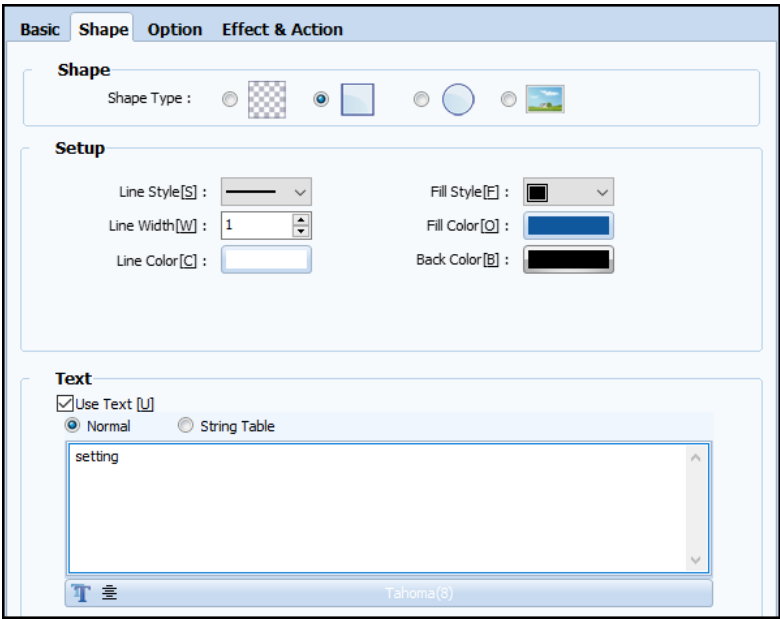 Basic Shape Option Effect & Action
Shape
Shape Type :
Setup
Line Style[S] : Fill Style[F] :
Line Width[W] : 1 Fill Color[O] :
Line Color[C] : Back Color[B] :
Text
Use Text [U]
Normal String Table
setting
Tahoma(8)